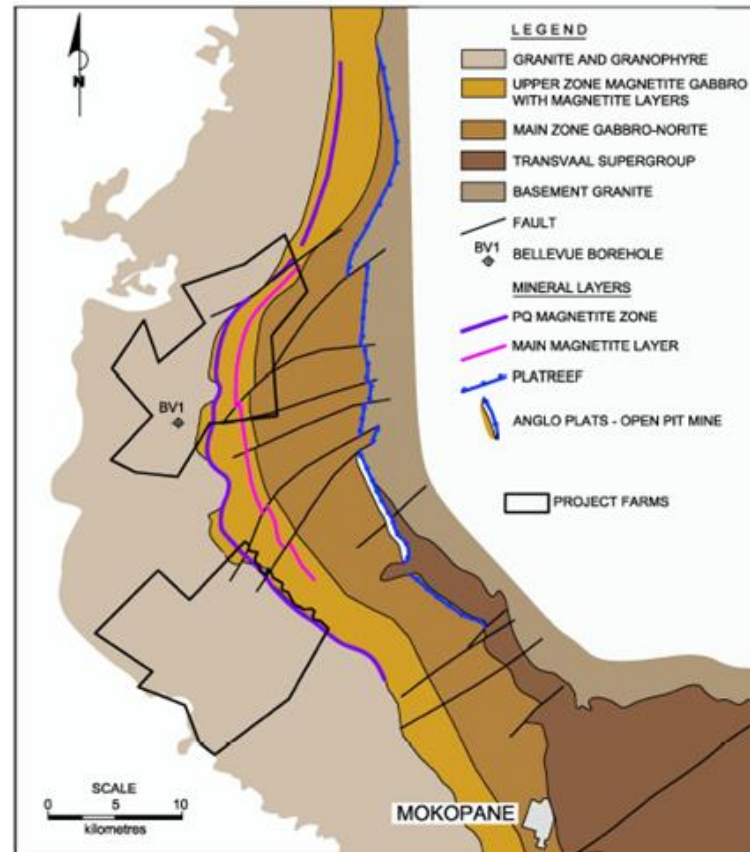 N
LEGEND
GRANITE AND GRANOPHYRE
UPPER ZONE MAGNETITE GABBRO
WITH MAGNETITE LAYERS
MAIN ZONE GABBRO-NORITE
TRANSVAAL SUPERGROUP
BASEMENT GRANITE
FAULT
BV1
BELLEVUE BOREHOLE
MINERAL LAYERS
PQ MAGNETITE ZONE
MAIN MAGNETITE LAYER
PLATREEF
ANGLO PLATS - OPEN PIT MINE
PROJECT FARMS
BV1
SCALE
0 5 10
kilometres
MOKOPANE